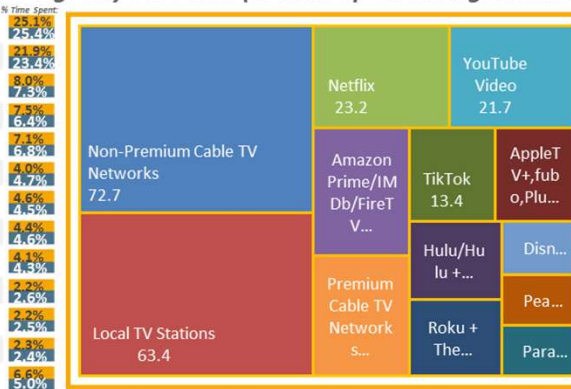 % Time Spent:
25.1%
25.4%
21.9%
23.4%
8.0%
7.3%
7.5%
6.4%
7.1%
6.8%
4.0%
4.7%
4.6%
4.5%
4.4%
4.6%
4.1%
4.3%
2.2%
2.6%
2.2%
2.5%
2.3%
2.4%
6.6%
5.0%
Non-Premium Cable TV
Networks
72.7
Local TV Stations
63.4
Netflix
23.2
YouTube
Video
21.7
Amazon
Prime/IM
Db/FireT
V...
TikTok
13.4
AppleT
V+,fub
o,Plu...
Premium
Cable TV
Network
s...
Hulu/Hu
lu +...
Roku +
The...
Disn...
Pea...
Para...